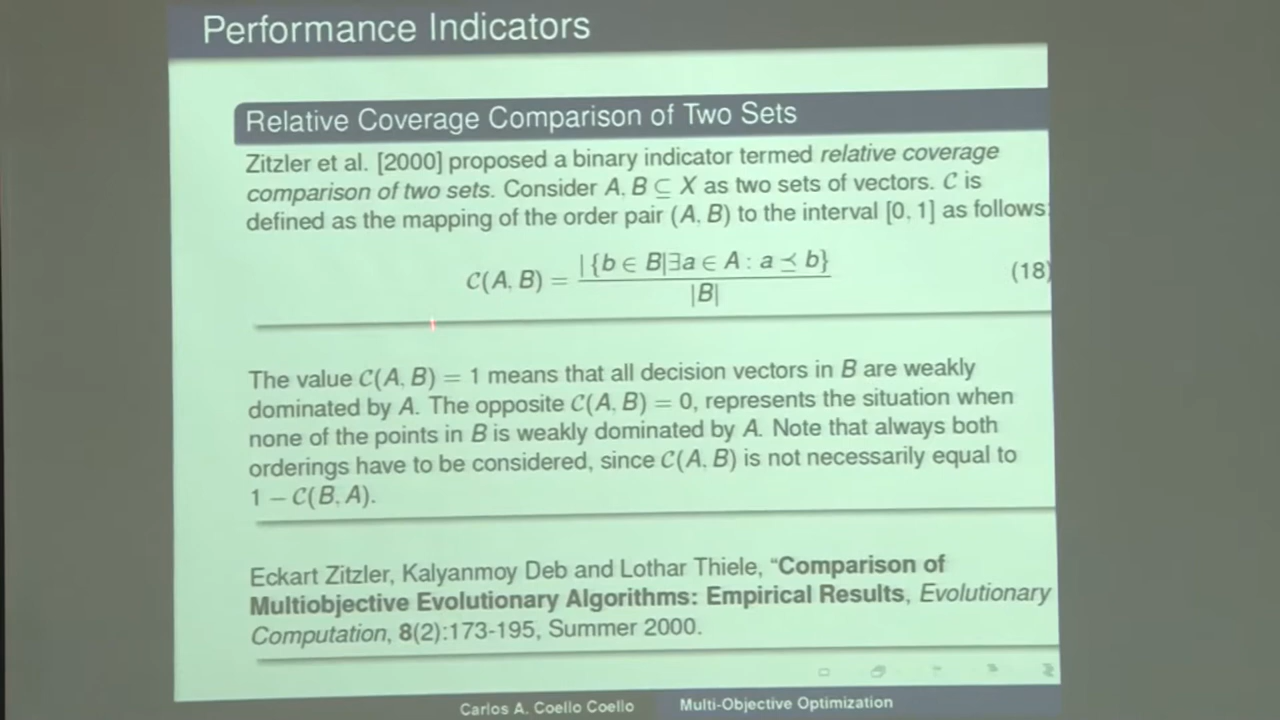 Performance Indicators
Relative Coverage Comparison of Two Sets
Zitzler et al. [2000] proposed a binary indicator termed relative coverage
comparison of two sets. Consider A, B ⊆ X as two sets of vectors. C is
defined as the mapping of the order pair (A, B) to the interval [0, 1] as follows:
C(A, B) = |{b ∈ B|∃a ∈ A : a ⪯ b}
|B|
(18)
The value C(A, B) = 1 means that all decision vectors in B are weakly
dominated by A. The opposite C(A, B) = 0, represents the situation when
none of the points in B is weakly dominated by A. Note that always both
orderings have to be considered, since C(A, B) is not necessarily equal to
1 − C(B, A).
Eckart Zitzler, Kalyanmoy Deb and Lothar Thiele, “Comparison of
Multiobjective Evolutionary Algorithms: Empirical Results, Evolutionary
Computation, 8(2):173-195, Summer 2000.
Carlos A. Coello Coello Multi-Objective Optimization